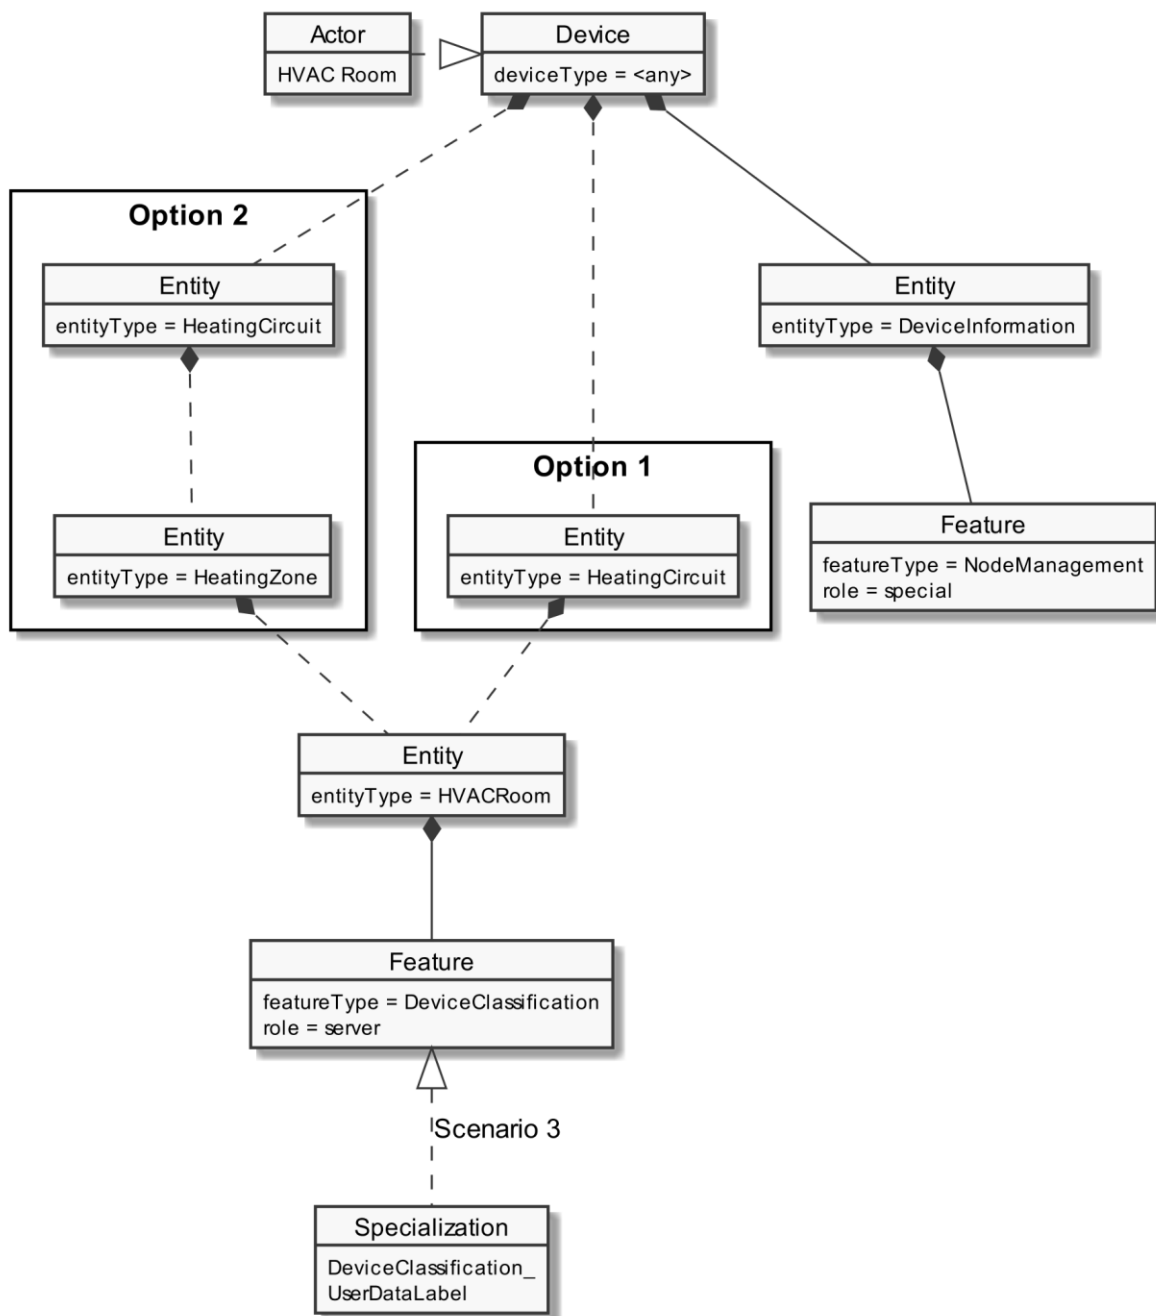 Actor
HVAC Room
Device
deviceType = <any>
Option 2
Entity
entityType = HeatingCircuit
Entity
entityType = DeviceInformation
Option 1
Entity
entityType = HeatingZone
Entity
entityType = HeatingCircuit
Feature
featureType = NodeManagement
role = special
Entity
entityType = HVACRoom
Feature
featureType = DeviceClassification
role = server
Scenario 3
Specialization
DeviceClassification_
UserDataLabel